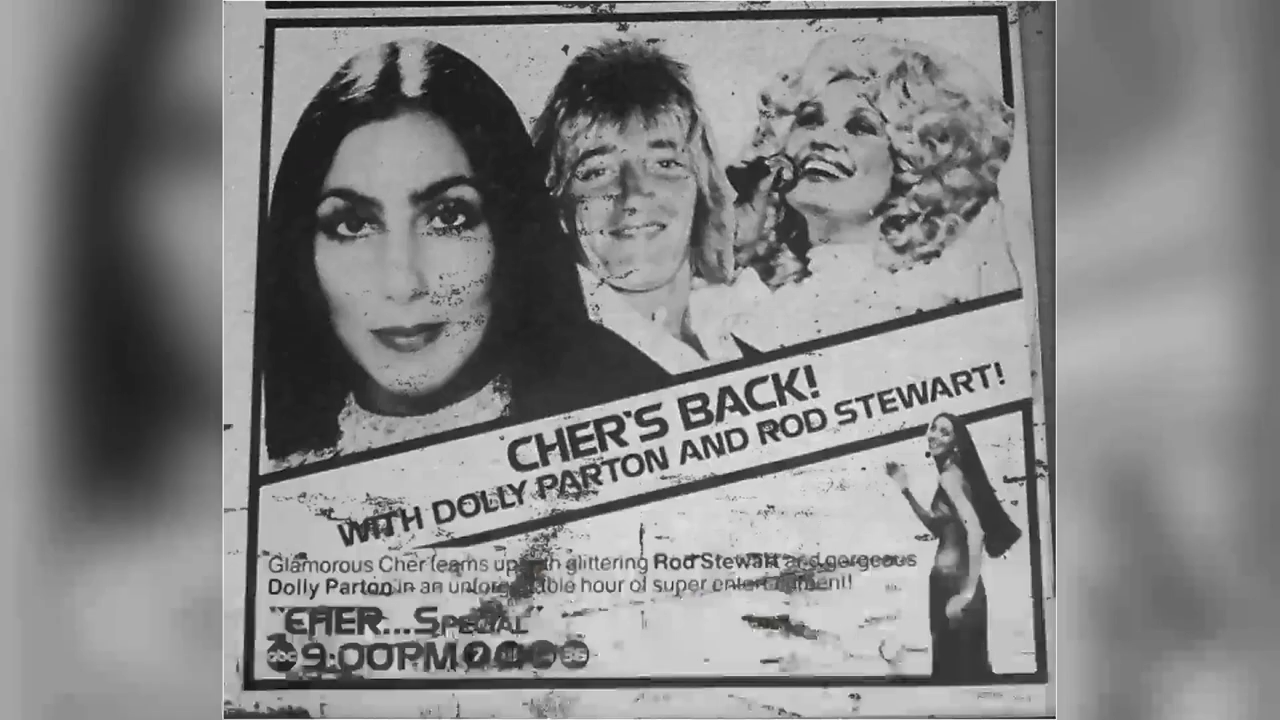 CHER'S BACK!
WITH DOLLY PARTON AND ROD STEWART!
Glamorous Cher teams up with glittering Rod Stewart and gorgeous
Dolly Parton in an unforgettable hour of super entertainment!
"CHER...SPECIAL"
abc 9:00PM 7